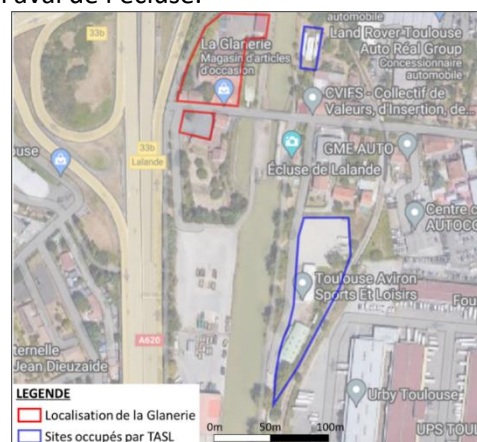 l'aval de l'écluse.
automobile
33b
Land Rover Toulouse
Auto Real Group
Concessionnaire
automobile
La Glanerie
Magasin d'articles
d'occasion
CVIFS - Collectif de
Valeurs, d'Insertion, de...
33b
Lalande
GME AUTO
Écluse de Lalande
Centre c
AUTOCO
Toulouse Aviron
Sports Et Loisirs
Fou
A620
ternelle
Jean Dieuzaide
Urby Toulouse
UPS TOUL
LEGENDE
Localisation de la Glanerie
Sites occupés par TASL
0m 50m 100m